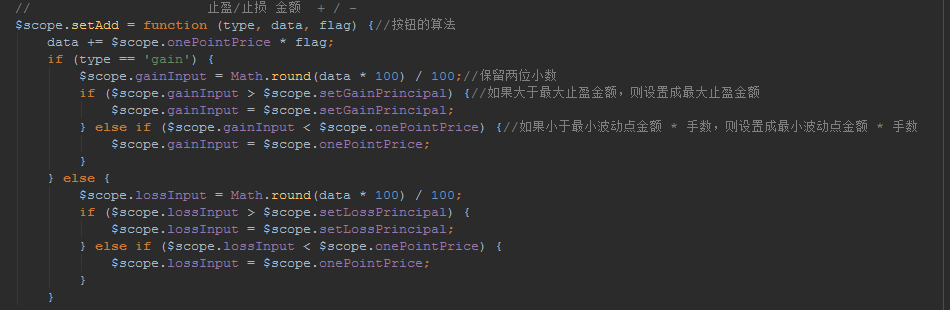 //                      止盈/止损 金额  + / -
$scope.setAdd = function (type, data, flag) {//按钮的算法
    data += $scope.onePointPrice * flag;
    if (type == 'gain') {
        $scope.gainInput = Math.round(data * 100) / 100;//保留两位小数
        if ($scope.gainInput > $scope.setGainPrincipal) {//如果大于最大止盈金额，则设置成最大止盈金额
            $scope.gainInput = $scope.setGainPrincipal;
        } else if ($scope.gainInput < $scope.onePointPrice) {//如果小于最小波动点金额 * 手数，则设置成最小波动点金额 * 手数
            $scope.gainInput = $scope.onePointPrice;
        }
    } else {
        $scope.lossInput = Math.round(data * 100) / 100;
        if ($scope.lossInput > $scope.setLossPrincipal) {
            $scope.lossInput = $scope.setLossPrincipal;
        } else if ($scope.lossInput < $scope.onePointPrice) {
            $scope.lossInput = $scope.onePointPrice;
        }
    }